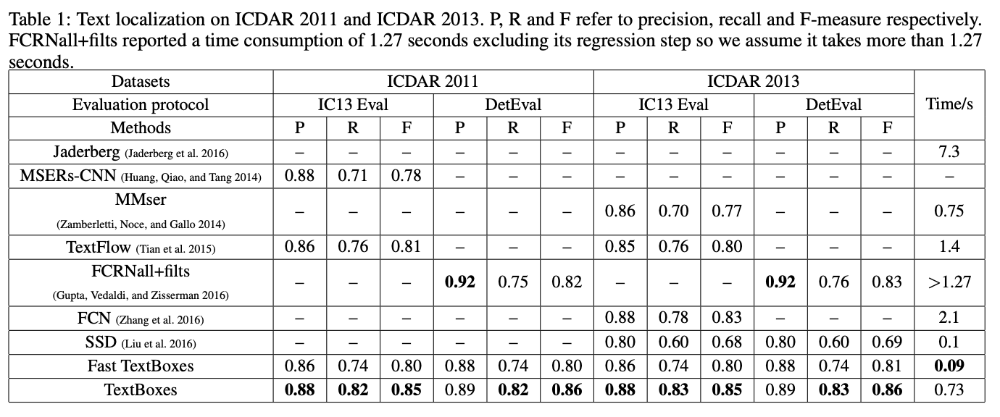 Table 1: Text localization on ICDAR 2011 and ICDAR 2013. P, R and F refer to precision, recall and F-measure respectively.
FCRNall+filts reported a time consumption of 1.27 seconds excluding its regression step so we assume it takes more than 1.27
seconds.
Datasets ICDAR 2011 ICDAR 2013 Time/s
Evaluation protocol IC13 Eval DetEval IC13 Eval DetEval
Methods P R F P R F P R F P R F
Jaderberg (Jaderberg et al. 2016) – – – – – – – – – – – – 7.3
MSERs-CNN (Huang, Qiao, and Tang 2014) 0.88 0.71 0.78 – – – – – – – – – –
MMser
(Zamberletti, Noce, and Gallo 2014) – – – – – – 0.86 0.70 0.77 – – – 0.75
TextFlow (Tian et al. 2015) 0.86 0.76 0.81 – – – 0.85 0.76 0.80 – – – 1.4
FCRNall+filts
(Gupta, Vedaldi, and Zisserman 2016) – – – 0.92 0.75 0.82 – – – 0.92 0.76 0.83 >1.27
FCN (Zhang et al. 2016) – – – – – – 0.88 0.78 0.83 – – – 2.1
SSD (Liu et al. 2016) – – – – – – 0.80 0.60 0.68 0.80 0.60 0.69 0.1
Fast TextBoxes 0.86 0.74 0.80 0.88 0.74 0.80 0.86 0.74 0.80 0.88 0.74 0.81 0.09
TextBoxes 0.88 0.82 0.85 0.89 0.82 0.86 0.88 0.83 0.85 0.89 0.83 0.86 0.73